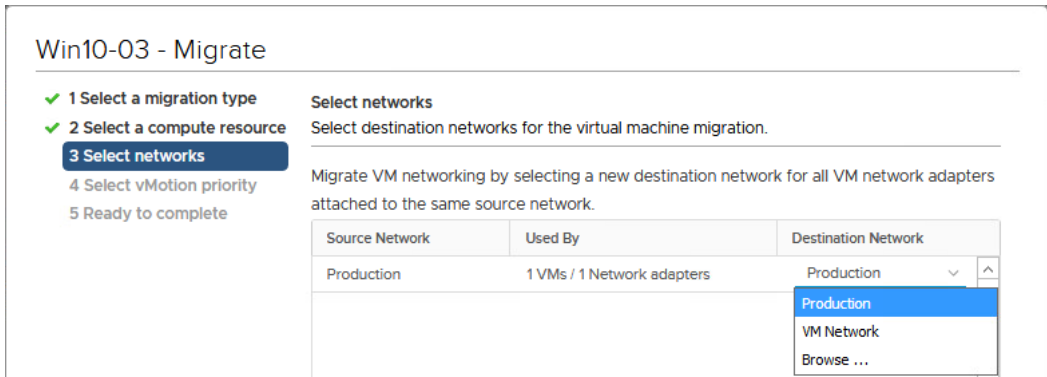 Win10-03 - Migrate
1 Select a migration type
2 Select a compute resource
3 Select networks
4 Select vMotion priority
5 Ready to complete
Select networks
Select destination networks for the virtual machine migration.
Migrate VM networking by selecting a new destination network for all VM network adapters
attached to the same source network.
Source Network Used By Destination Network
Production 1 VMs / 1 Network adapters Production
Production
VM Network
Browse ...